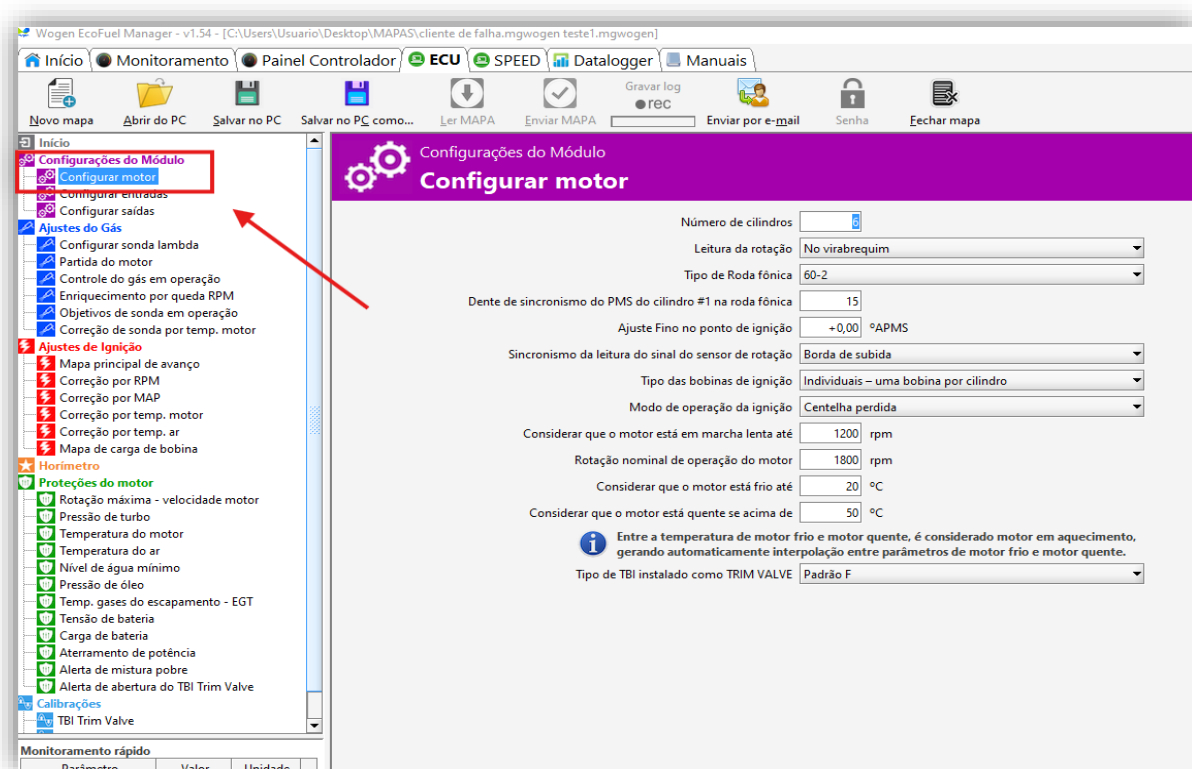 Wogen EcoFuel Manager - v1.54 - [C:\Users\Usuario\Desktop\MAPAS\cliente de falha.mgwogen teste1.mgwogen]
Início Monitoramento Painel Controlador ECU SPEED Datalogger Manuais
Gravar log
rec
Novo mapa Abrir do PC Salvar no PC Salvar no PC como... Ler MAPA Enviar MAPA Enviar por e-mail Senha Fechar mapa
Início
Configurações do Módulo
Configurar motor
Configurar entradas
Configurar saídas
Ajustes do Gás
Configurar sonda lambda
Partida do motor
Controle do gás em operação
Enriquecimento por queda RPM
Objetivos de sonda em operação
Correção de sonda por temp. motor
Ajustes de Ignição
Mapa principal de avanço
Correção por RPM
Correção por MAP
Correção por temp. motor
Correção por temp. ar
Mapa de carga de bobina
Horímetro
Proteções do motor
Rotação máxima - velocidade motor
Pressão de turbo
Temperatura do motor
Temperatura do ar
Nível de água mínimo
Pressão de óleo
Temp. gases do escapamento - EGT
Tensão de bateria
Carga de bateria
Aterramento de potência
Alerta de mistura pobre
Alerta de abertura do TBI Trim Valve
Calibrações
TBI Trim Valve
Monitoramento rápido
Parâmetro Valor Unidade
Configurações do Módulo
Configurar motor
Número de cilindros 6
Leitura da rotação No virabrequim
Tipo de Roda fônica 60-2
Dente de sincronismo do PMS do cilindro #1 na roda fônica 15
Ajuste Fino no ponto de ignição +0,00 ºAPMS
Sincronismo da leitura do sinal do sensor de rotação Borda de subida
Tipo das bobinas de ignição Individuais – uma bobina por cilindro
Modo de operação da ignição Centelha perdida
Considerar que o motor está em marcha lenta até 1200 rpm
Rotação nominal de operação do motor 1800 rpm
Considerar que o motor está frio até 20 ºC
Considerar que o motor está quente se acima de 50 ºC
Entre a temperatura de motor frio e motor quente, é considerado motor em aquecimento,
gerando automaticamente interpolação entre parâmetros de motor frio e motor quente.
Tipo de TBI instalado como TRIM VALVE Padrão F